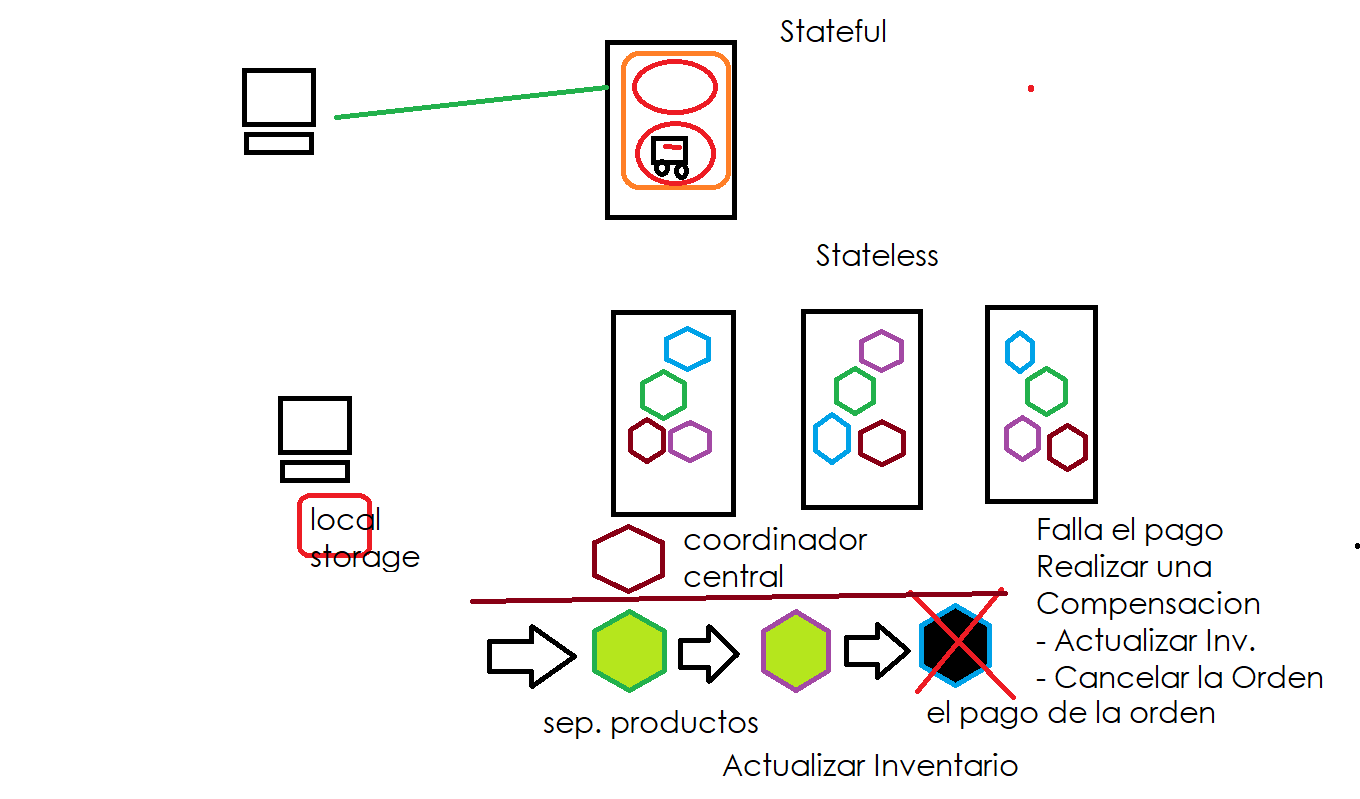 Stateful
Stateless
local
storage
coordinador
central
Falla el pago
Realizar una
Compensacion
- Actualizar Inv.
- Cancelar la Orden
el pago de la orden
sep. productos
Actualizar Inventario